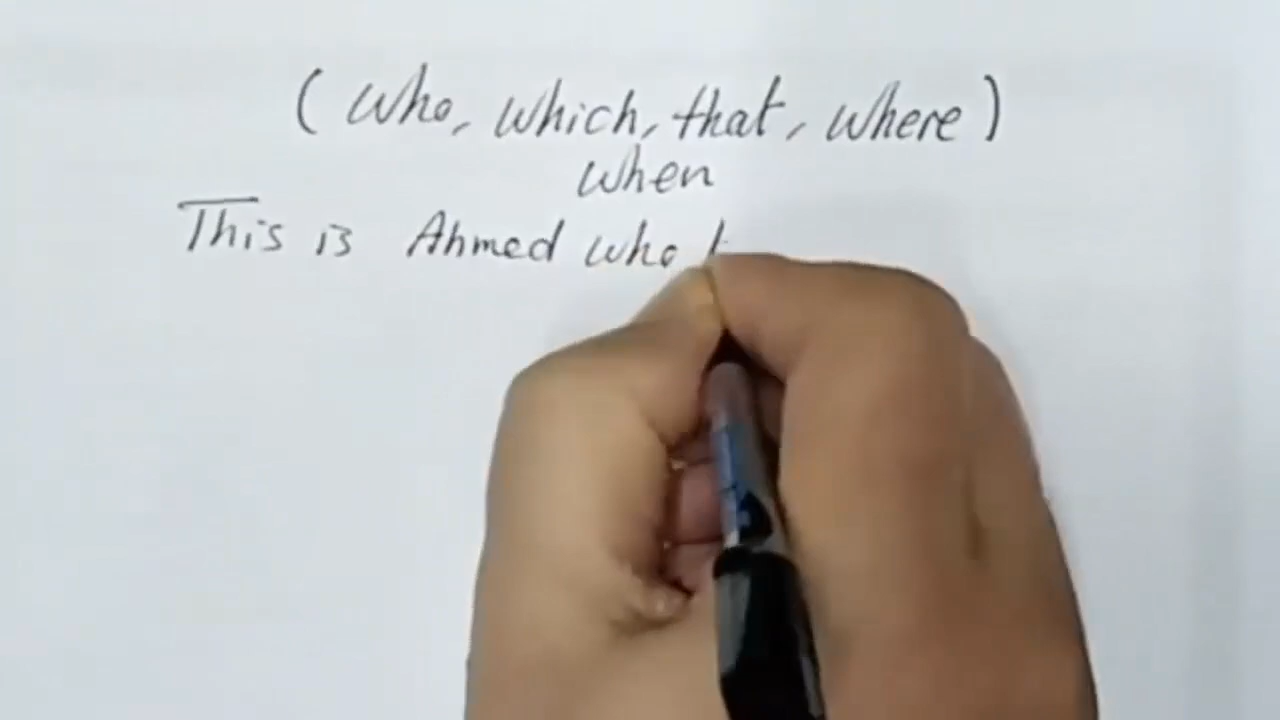 (who, which, that, where)
when
This is Ahmed who